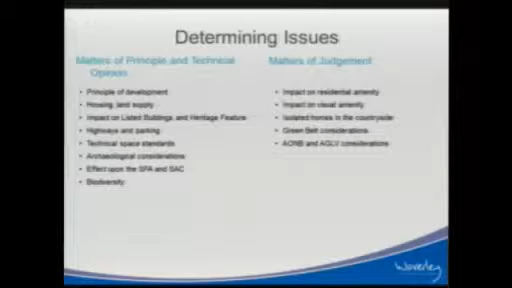 Determining Issues
Matters of Principle and Technical
Opinion
• Principle of development
• Housing land supply
• Impact on Listed Buildings and Heritage Feature
• Highways and parking
• Technical space standards
• Archaeological considerations
• Effect upon the SPA and SAC
• Biodiversity
Matters of Judgement
• Impact on residential amenity
• Impact on visual amenity
• Isolated homes in the countryside
• Green Belt considerations
• AONB and AGLV considerations
Waverley